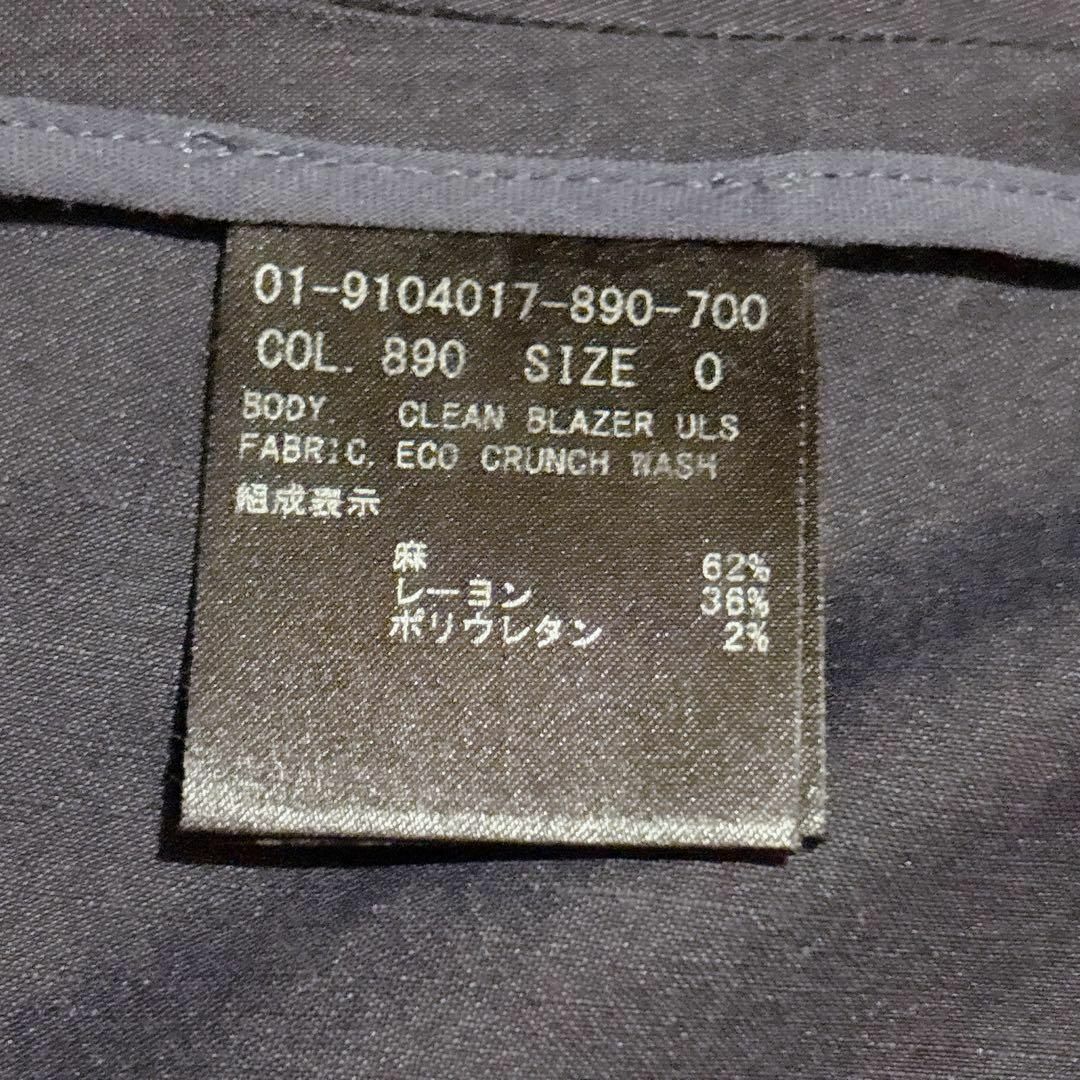 01-9104017-890-700
COL. 890 SIZE 0
BODY. CLEAN BLAZER ULS
FABRIC. ECO CRUNCH WASH
組成表示
麻 62%
レーヨン 36%
ポリウレタン 2%